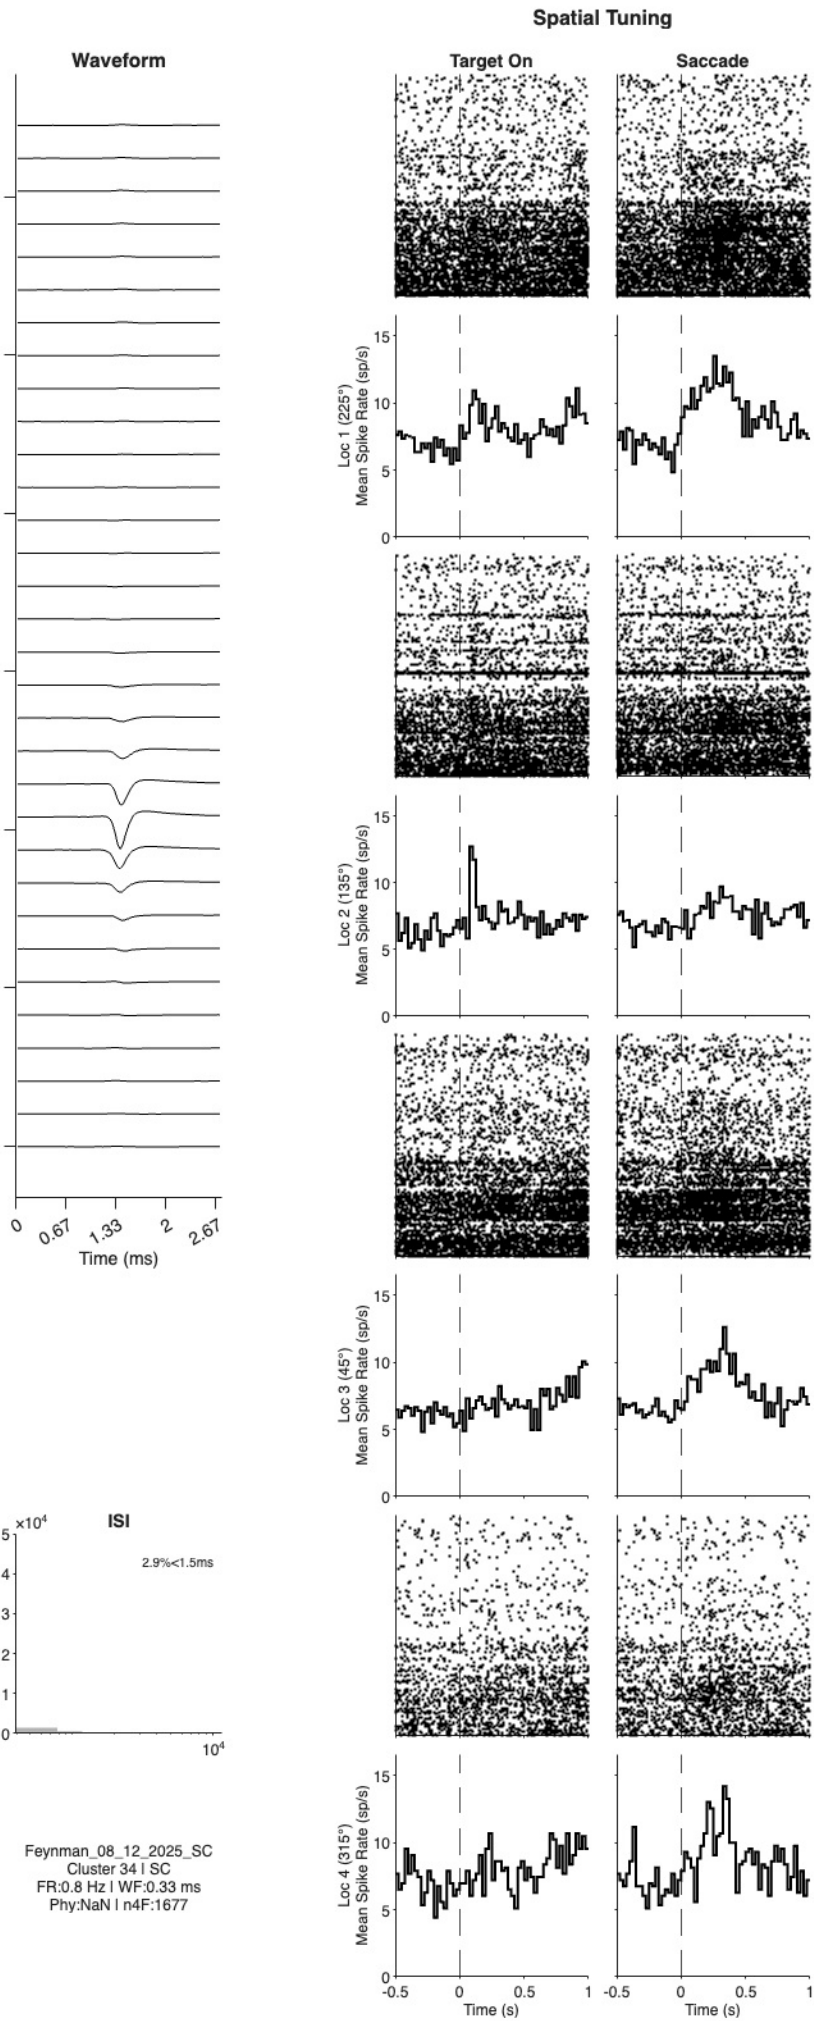 Spatial Tuning
Waveform
Target On
Saccade
15
10
5
0
Loc 1 (225°)
Mean Spike Rate (sp/s)
15
10
5
0
Loc 2 (135°)
Mean Spike Rate (sp/s)
0 0.67 1.33 2 2.67
Time (ms)
15
10
5
0
Loc 3 (45°)
Mean Spike Rate (sp/s)
×10⁴
ISI
5
4
3
2
1
0
2.9%<1.5ms
10⁴
Feynman_08_12_2025_SC
Cluster 34 | SC
FR:0.8 Hz | WF:0.33 ms
Phy:NaN | n4F:1677
15
10
5
0
Loc 4 (315°)
Mean Spike Rate (sp/s)
-0.5 0 0.5 1
Time (s)
-0.5 0 0.5 1
Time (s)